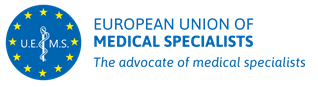 U.E.M.S.
EUROPEAN UNION OF
MEDICAL SPECIALISTS
The advocate of medical specialists